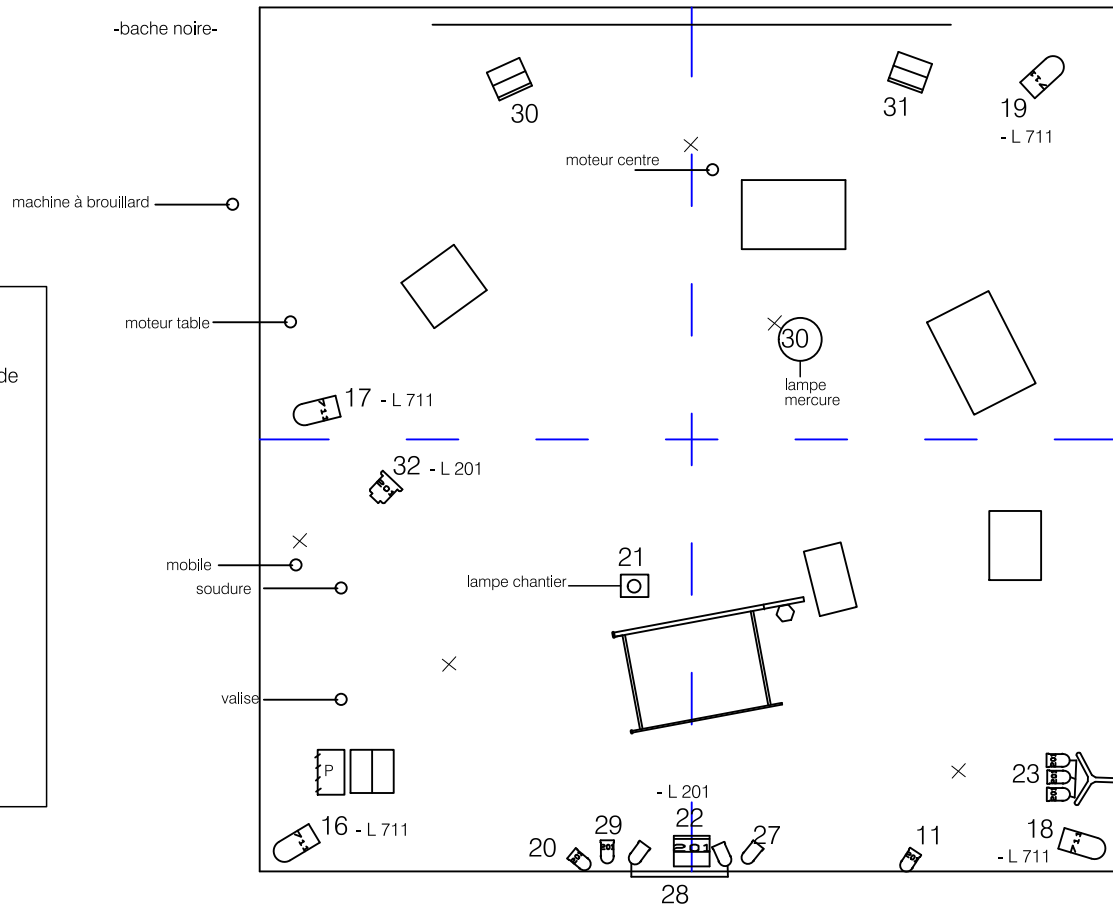 -bache noire-
30
31
19
- L 711
moteur centre
machine à brouillard
moteur table
30
lampe
mercure
de
17 - L 711
32 - L 201
21
mobile
lampe chantier
soudure
valise
P
23
- L 201
22
201
16 - L 711
20
29
27
11
18
- L 711
28